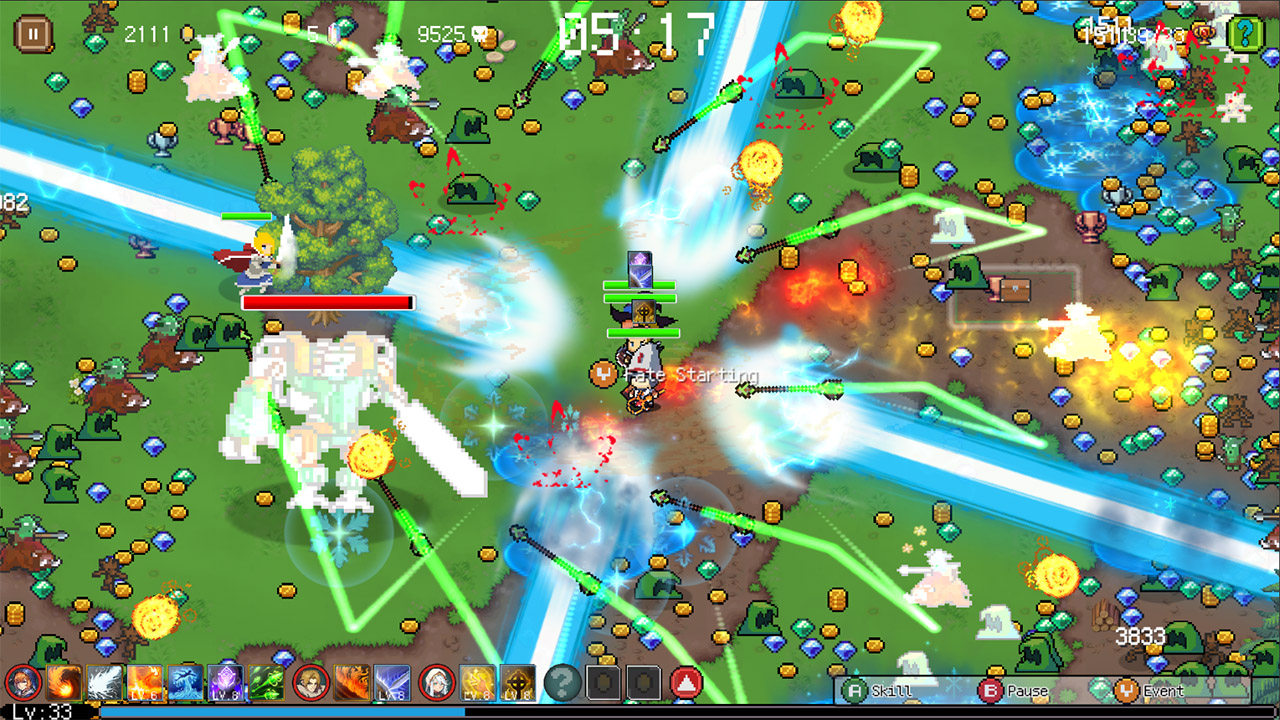 2111
5
9525
05:17
082
Fate Starting
3833
LV 6
LV 8
LV 8
LV 8
LV 8
A Skill
B Pause
Y Event
Lv.33